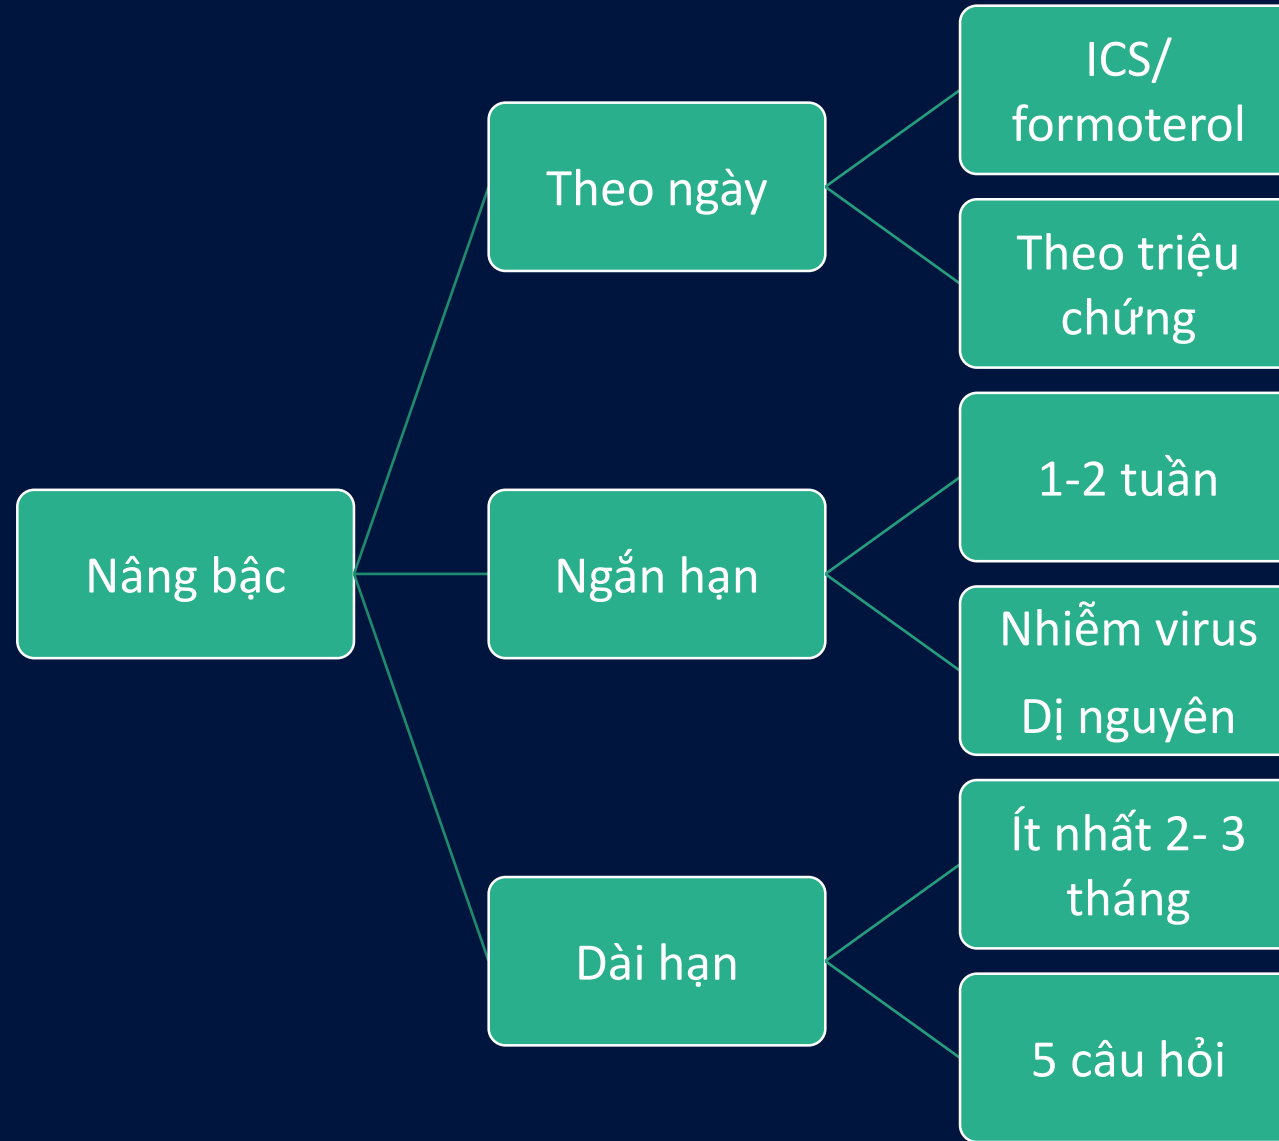 Nâng bậc
Theo ngày
ICS/
formoterol
Theo triệu
chứng
Ngắn hạn
1-2 tuần
Nhiễm virus
Dị nguyên
Dài hạn
Ít nhất 2- 3
tháng
5 câu hỏi